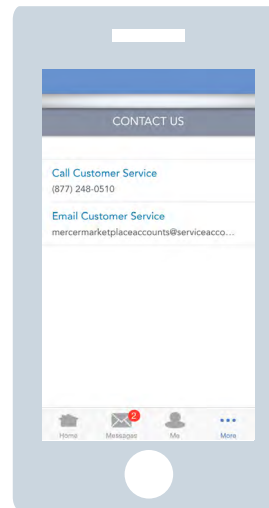 CONTACT US
Call Customer Service
(877) 248-0510
Email Customer Service
mercermarketplaceaccounts@serviceacco...
2
Home Messages Me More